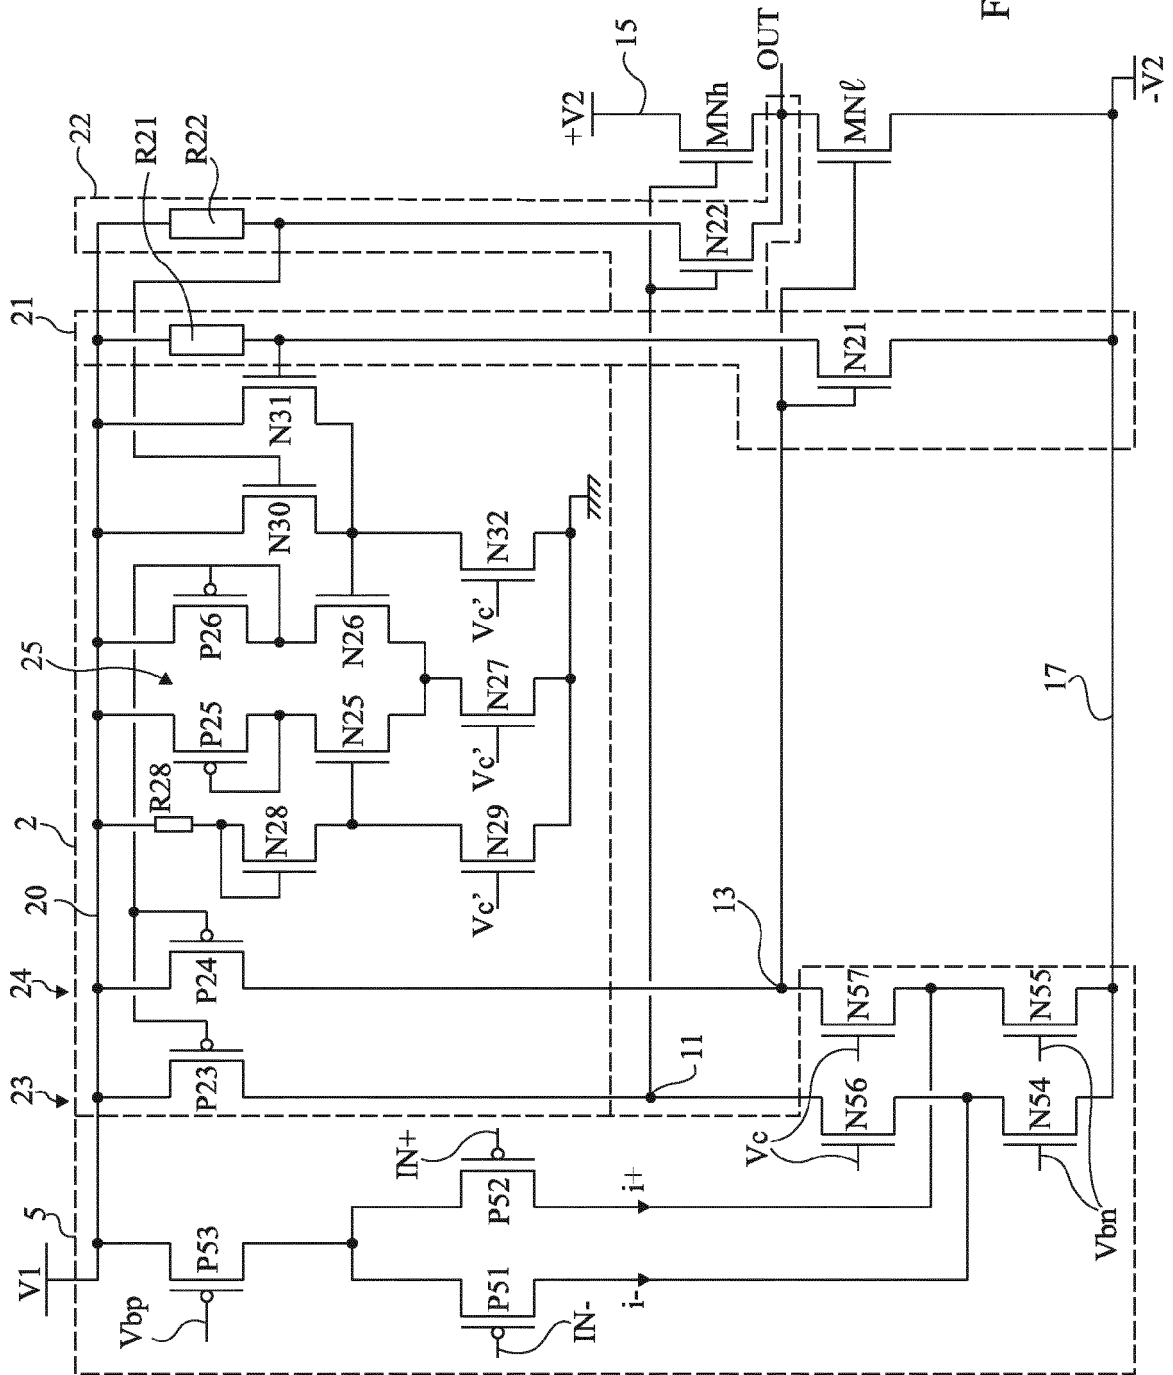 V1
5
23
24
20
2
25
21
22
R21
R22
Vbp
P53
P23
P24
R28
P25
P26
N28
N30
N31
IN+
IN-
P51
P52
N25
N26
Vc'
N29
Vc'
N27
Vc'
N32
i-
i+
11
13
+V2
15
N22
MNh
OUT
Vc
N56
N57
N21
MNℓ
Vbn
N54
N55
17
-V2
F